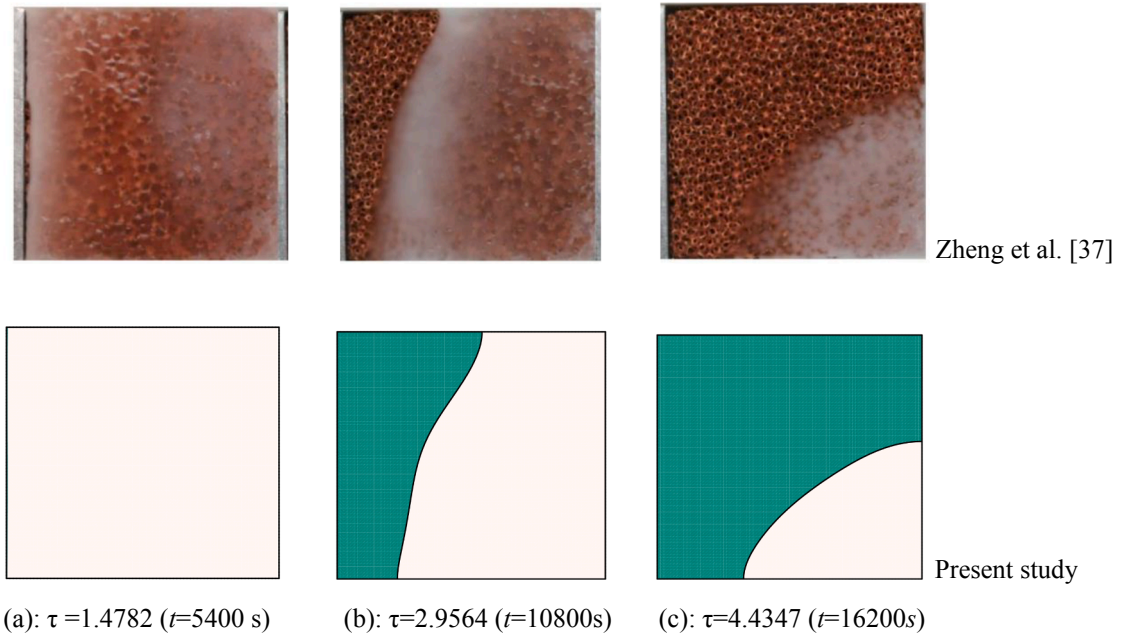 Zheng et al. [37]
Present study
(a): τ =1.4782 (t=5400 s)
(b): τ=2.9564 (t=10800s)
(c): τ=4.4347 (t=16200s)